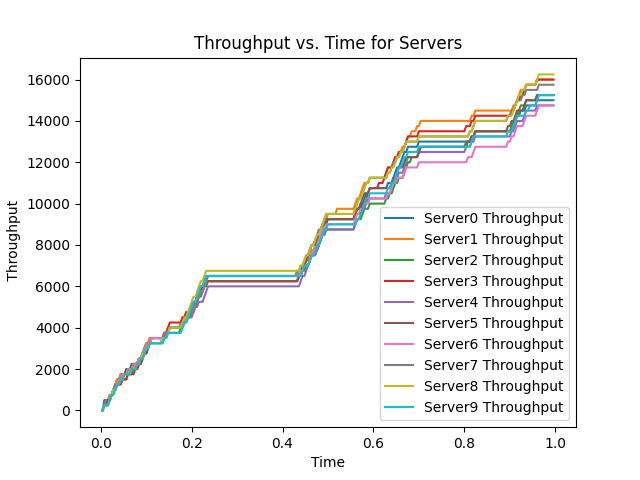 Throughput vs. Time for Servers
16000
14000
12000
10000
8000
6000
4000
2000
0
Throughput
Server0 Throughput
Server1 Throughput
Server2 Throughput
Server3 Throughput
Server4 Throughput
Server5 Throughput
Server6 Throughput
Server7 Throughput
Server8 Throughput
Server9 Throughput
0.0 0.2 0.4 0.6 0.8 1.0
Time